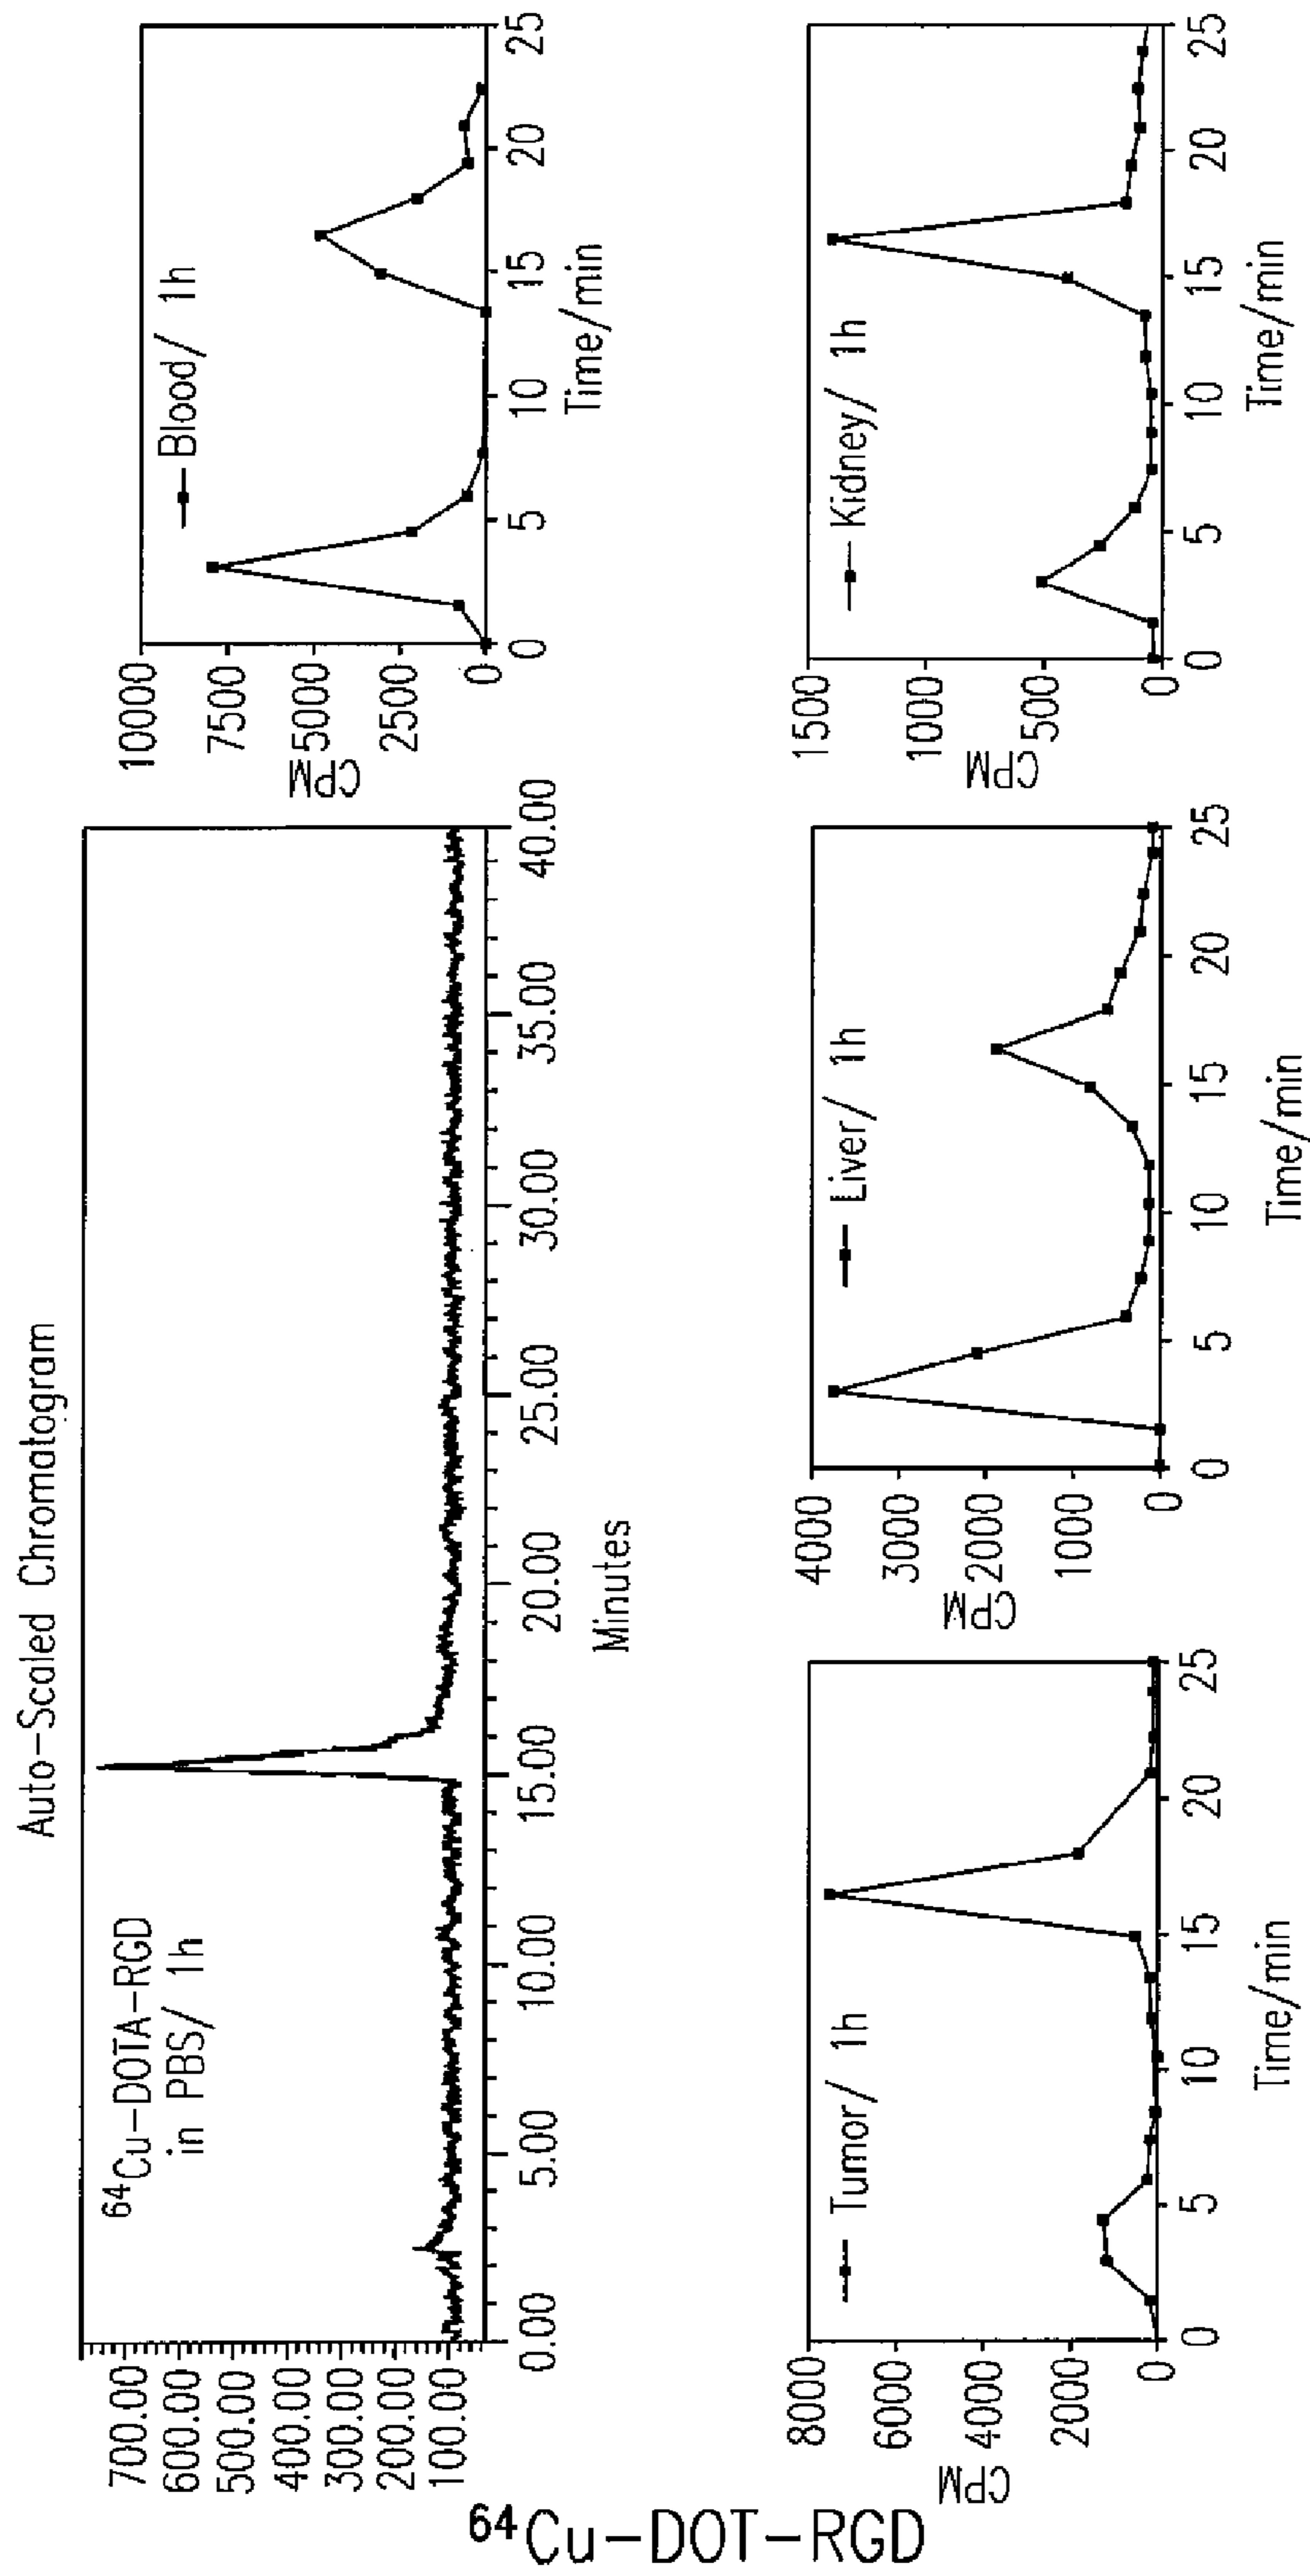 64Cu-DOT-RGD
Auto-Scaled Chromatogram
64Cu-DOTA-RGD
in PBS/ 1h
700.00
600.00
500.00
400.00
300.00
200.00
100.00
0.00 5.00 10.00 15.00 20.00 25.00 30.00 35.00 40.00
Minutes
Blood/ 1h
CPM
10000
7500
5000
2500
0
0 5 10 15 20 25
Time/min
Tumor/ 1h
CPM
8000
6000
4000
2000
0
0 5 10 15 20 25
Time/min
Liver/ 1h
CPM
4000
3000
2000
1000
0
0 5 10 15 20 25
Time/min
Kidney/ 1h
CPM
1500
1000
500
0
0 5 10 15 20 25
Time/min